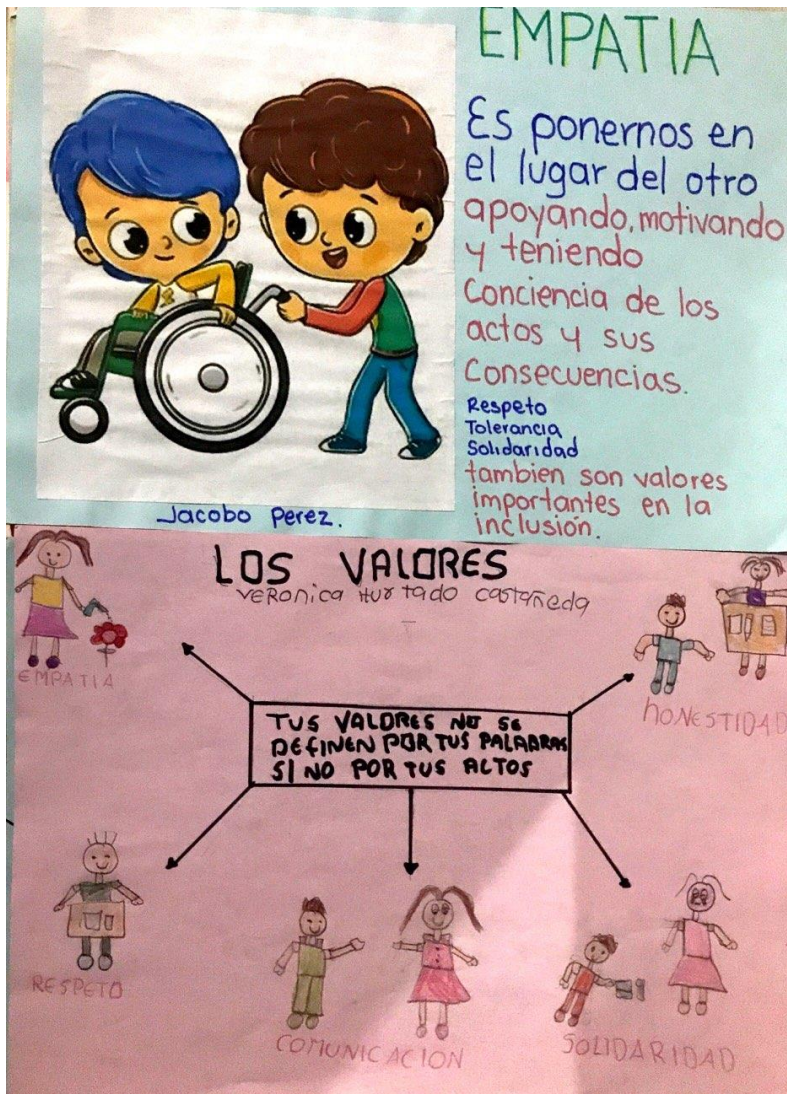 EMPATIA
Es ponernos en
el lugar del otro
apoyando, motivando
y teniendo
Conciencia de los
actos y sus
Consecuencias.
Respeto
Tolerancia
Solidaridad
tambien son valores
importantes en la
inclusión.
Jacobo Perez.
LOS VALORES
VERonica Hurtado castañeda
EMPATIA
HONESTIDAD
TUS VALORES NO SE
DEFINEN POR TUS PALABRAS
SI NO POR TUS ALTOS
RESPETO
COMUNICACION
SOLIDARIDAD